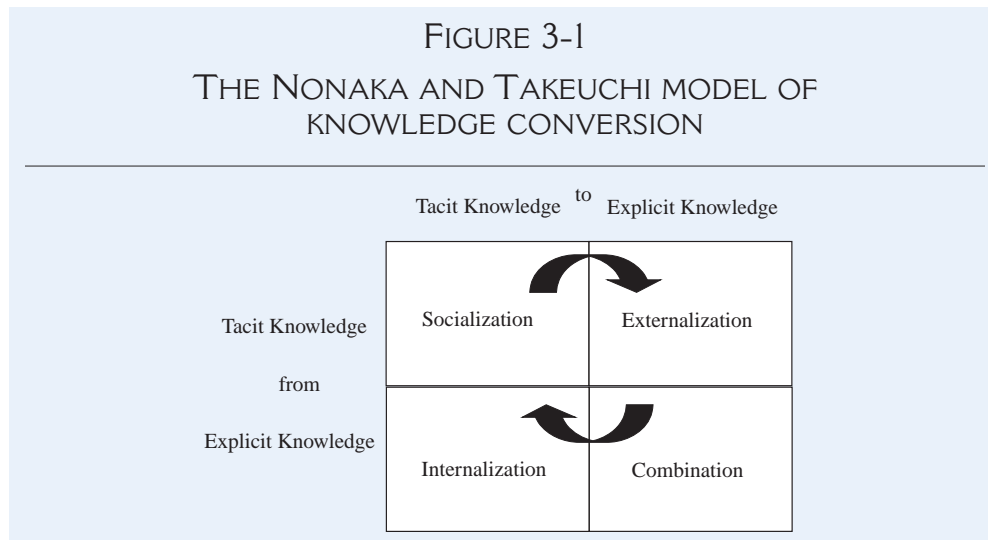 FIGURE 3-1
THE NONAKA AND TAKEUCHI MODEL OF
KNOWLEDGE CONVERSION
Tacit Knowledge to Explicit Knowledge
Socialization Externalization
Tacit Knowledge
from
Explicit Knowledge
Internalization Combination